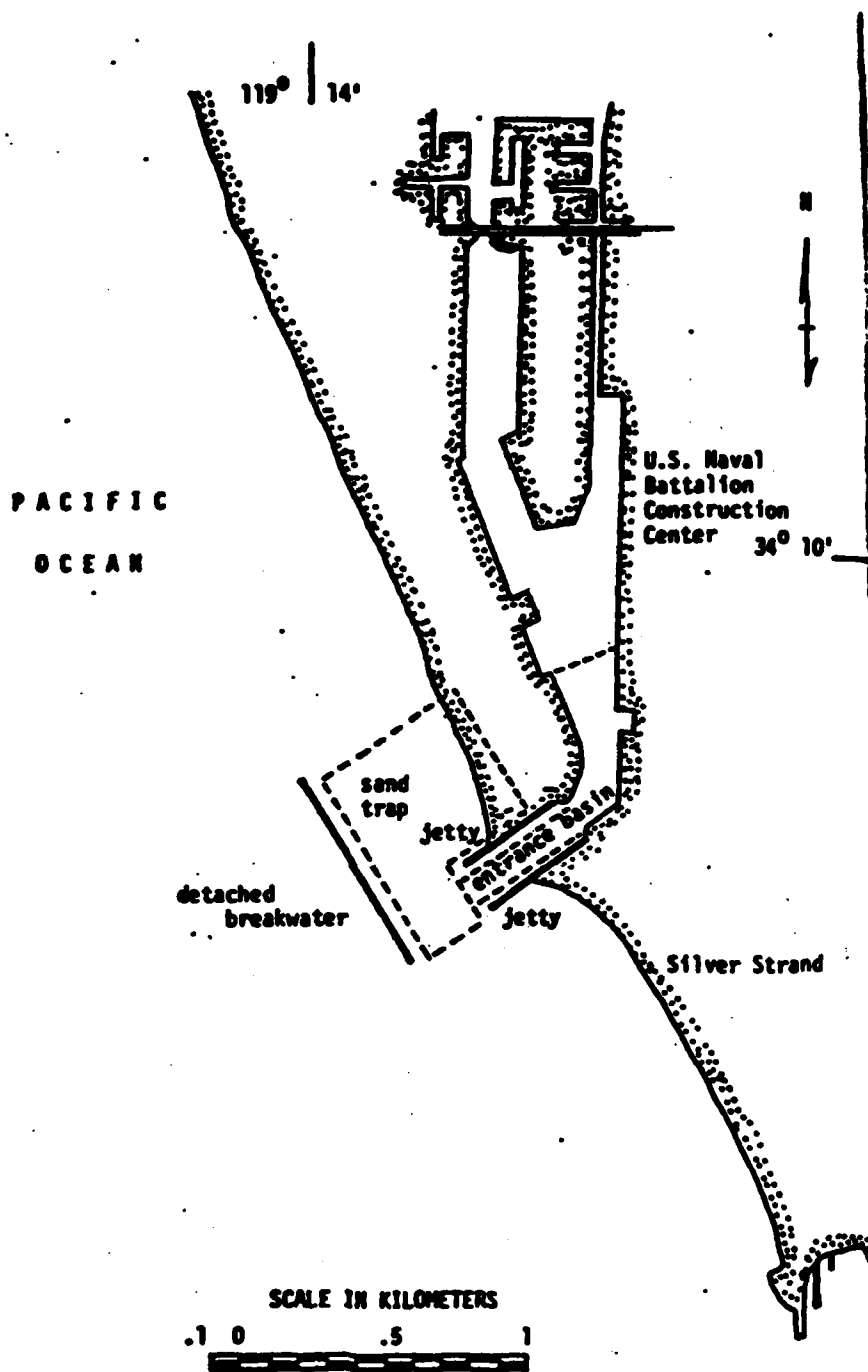 119° 14'
N
U.S. Naval
Battalion
Construction
Center
34° 10'
PACIFIC
OCEAN
sand
trap
jetty
entrance basin
detached
breakwater
jetty
Silver Strand
SCALE IN KILOMETERS
.1 0 .5 1